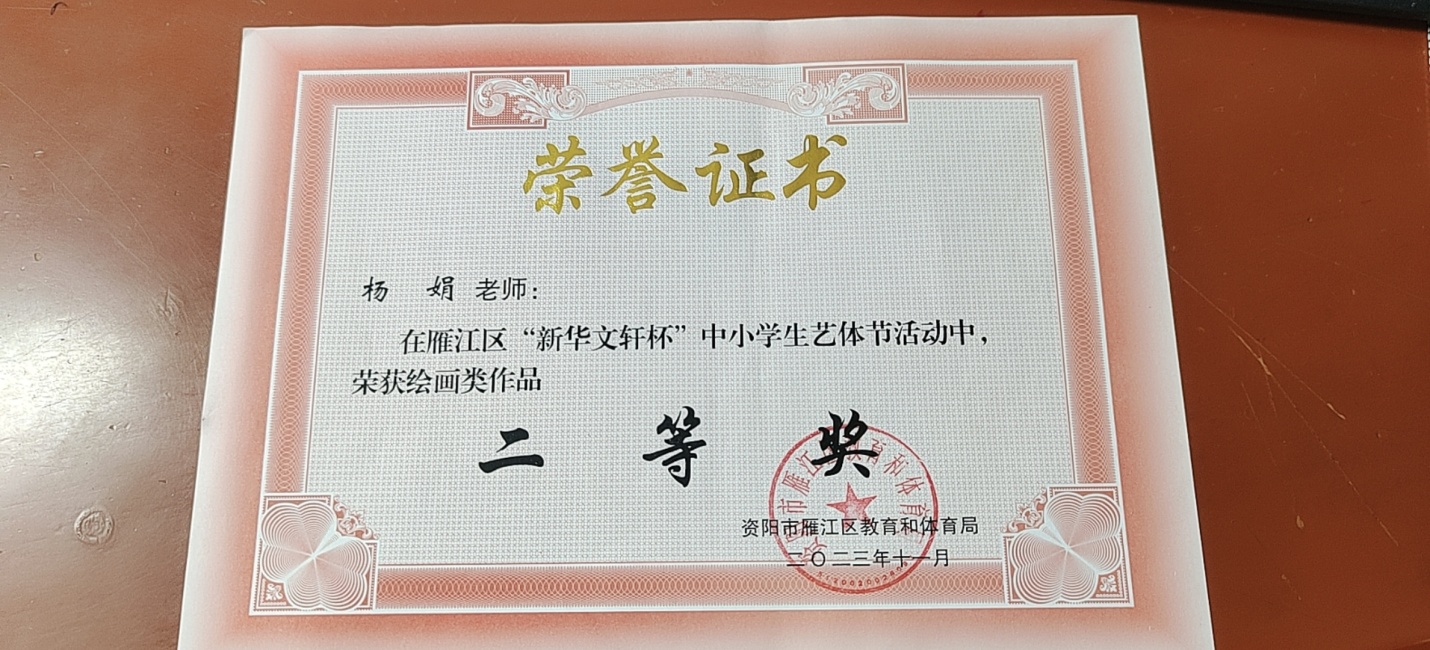 荣誉证书
杨 娟 老师:
在雁江区“新华文轩杯”中小学生艺体节活动中,
荣获绘画类作品
二 等 奖
资阳市雁江区教育和体育局
二〇二三年十一月